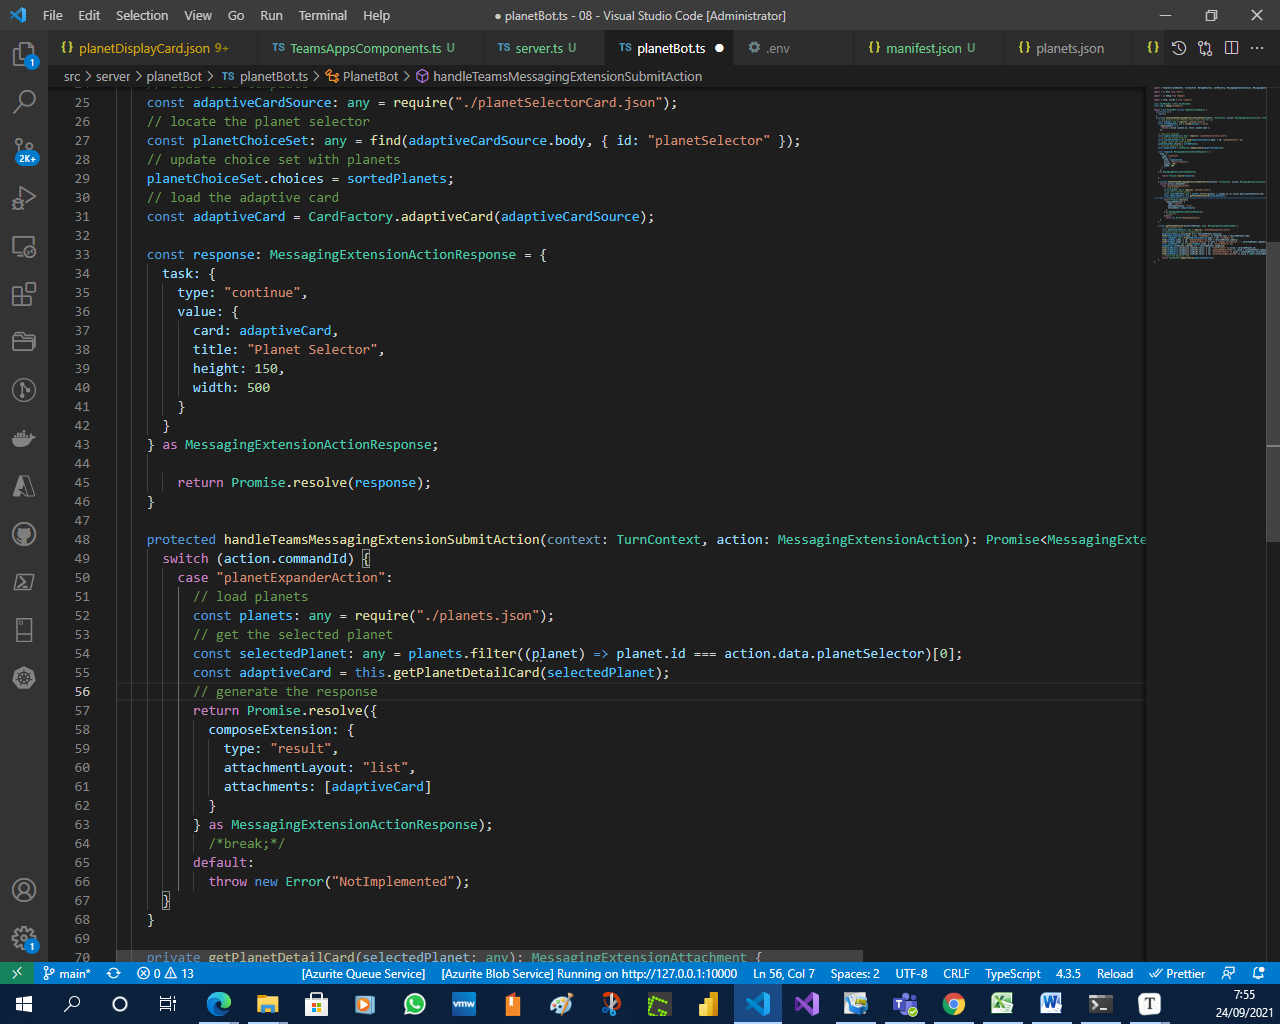 File Edit Selection View Go Run Terminal Help ● planetBot.ts - 08 - Visual Studio Code [Administrator]
{} planetDisplayCard.json 9+ TS TeamsAppsComponents.ts U TS server.ts U TS planetBot.ts ● .env {} manifest.json U {} planets.json {} ···
src > server > planetBot > TS planetBot.ts > PlanetBot > handleTeamsMessagingExtensionSubmitAction
25 const adaptiveCardSource: any = require("./planetSelectorCard.json");
26 // locate the planet selector
27 const planetChoiceSet: any = find(adaptiveCardSource.body, { id: "planetSelector" });
28 // update choice set with planets
29 planetChoiceSet.choices = sortedPlanets;
30 // load the adaptive card
31 const adaptiveCard = CardFactory.adaptiveCard(adaptiveCardSource);
32
33 const response: MessagingExtensionActionResponse = {
34 task: {
35 type: "continue",
36 value: {
37 card: adaptiveCard,
38 title: "Planet Selector",
39 height: 150,
40 width: 500
41 }
42 }
43 } as MessagingExtensionActionResponse;
44
45 return Promise.resolve(response);
46 }
47
48 protected handleTeamsMessagingExtensionSubmitAction(context: TurnContext, action: MessagingExtensionAction): Promise<MessagingExte
49 switch (action.commandId) {
50 case "planetExpanderAction":
51 // load planets
52 const planets: any = require("./planets.json");
53 // get the selected planet
54 const selectedPlanet: any = planets.filter((planet) => planet.id === action.data.planetSelector)[0];
55 const adaptiveCard = this.getPlanetDetailCard(selectedPlanet);
56 // generate the response
57 return Promise.resolve({
58 composeExtension: {
59 type: "result",
60 attachmentLayout: "list",
61 attachments: [adaptiveCard]
62 }
63 } as MessagingExtensionActionResponse);
64 /*break;*/
65 default:
66 throw new Error("NotImplemented");
67 }
68 }
69
70 private getPlanetDetailCard(selectedPlanet: any): MessagingExtensionAttachment {
1
2K+
1
main* 0 13 [Azurite Queue Service] [Azurite Blob Service] Running on http://127.0.0.1:10000 Ln 56, Col 7 Spaces: 2 UTF-8 CRLF TypeScript 4.3.5 Reload Prettier
vmw T
7:55
24/09/2021